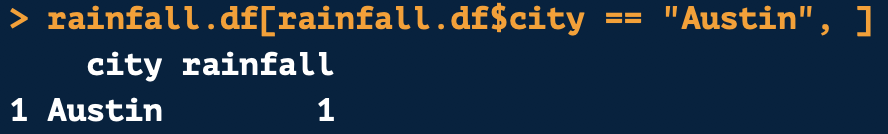 > rainfall.df[rainfall.df$city == "Austin", ]
    city rainfall
1 Austin        1